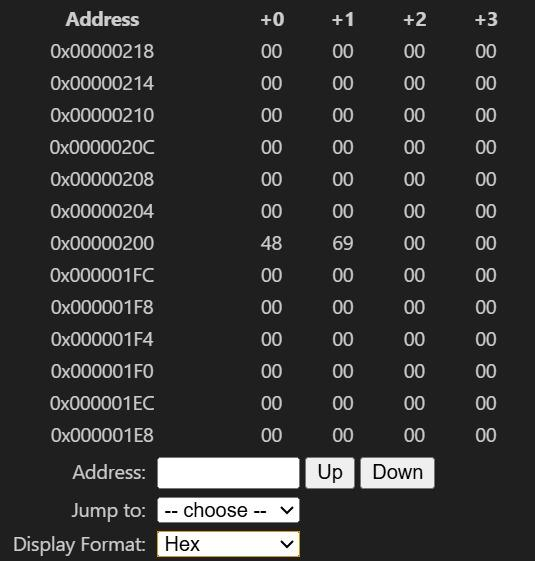 Address +0 +1 +2 +3
0x00000218 00 00 00 00
0x00000214 00 00 00 00
0x00000210 00 00 00 00
0x0000020C 00 00 00 00
0x00000208 00 00 00 00
0x00000204 00 00 00 00
0x00000200 48 69 00 00
0x000001FC 00 00 00 00
0x000001F8 00 00 00 00
0x000001F4 00 00 00 00
0x000001F0 00 00 00 00
0x000001EC 00 00 00 00
0x000001E8 00 00 00 00
Address: Up Down
Jump to: -- choose --
Display Format: Hex